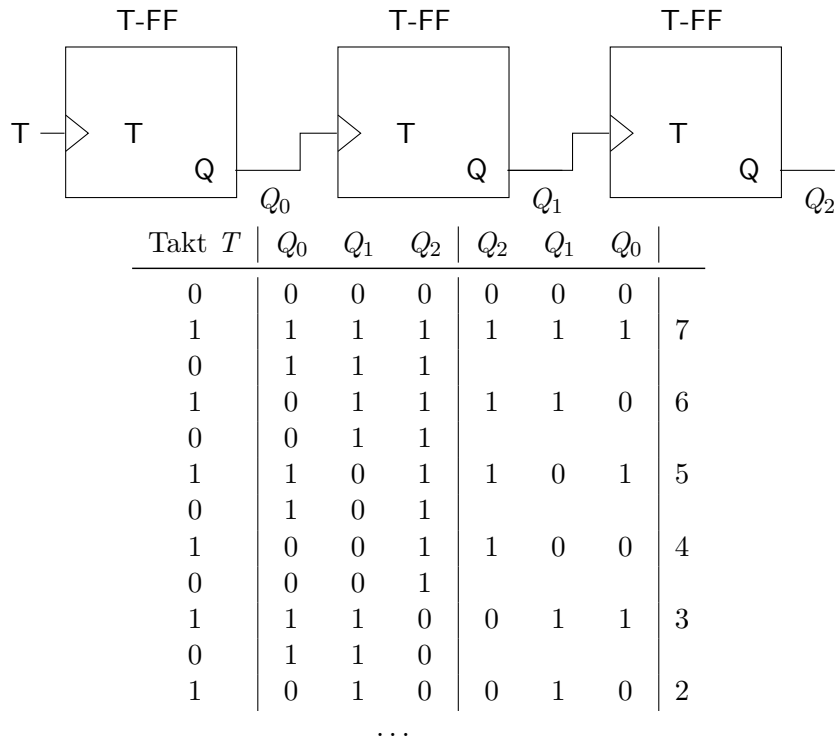 T-FF T-FF T-FF
T T T T
Q Q Q
Q0 Q1 Q2
Takt T Q0 Q1 Q2 Q2 Q1 Q0
0 0 0 0 0 0 0
1 1 1 1 1 1 1 7
0 1 1 1
1 0 1 1 1 1 0 6
0 0 1 1
1 1 0 1 1 0 1 5
0 1 0 1
1 0 0 1 1 0 0 4
0 0 0 1
1 1 1 0 0 1 1 3
0 1 1 0
1 0 1 0 0 1 0 2
...